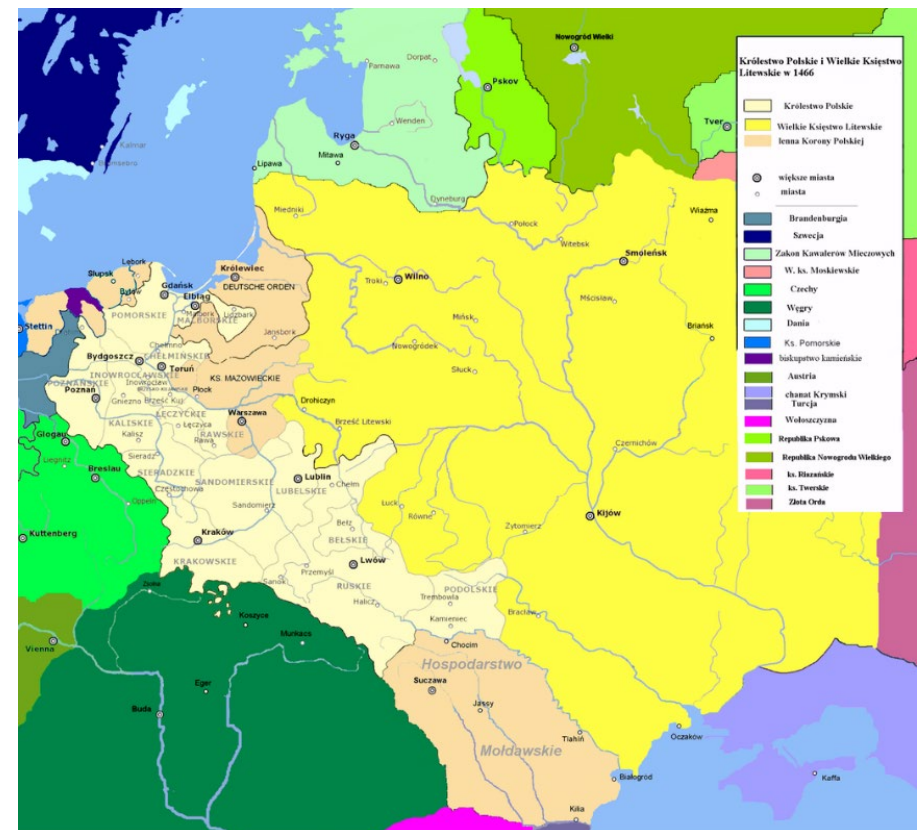 Królestwo Polskie i Wielkie Księstwo
Litewskie w 1466
Królestwo Polskie
Wielkie Księstwo Litewskie
lenna Korony Polskiej
większe miasta
miasta
Brandenburgia
Szwecja
Zakon Kawalerów Mieczowych
W. ks. Moskiewskie
Czechy
Węgry
Dania
Ks. Pomorskie
biskupstwo kamieńskie
Austria
chanat Krymski
Turcja
Wołoszczyzna
Republika Pskowa
Republika Nowogrodu Wielkiego
ks. Riazańskie
ks. Twerskie
Złota Orda
Nowogród Wielki
Parnawa
Dorpat
Pskov
Tver
Kalmar
Wenden
Ryga
Mitawa
Lipawa
Dyneburg
Miedniki
Połock
Witebsk
Wiaźma
Smoleńsk
Mścisław
Briańsk
Wilno
Troki
Mińsk
Nowogródek
Słuck
Królewiec
DEUTSCHE ORDEN
Lębork
Słupsk
Bytów
Gdańsk
Elbląg
Malbork
Lidzbark
MALBORSKIE
Jansbork
Stettin
POMORSKIE
Chełmno
CHEŁMIŃSKIE
Bydgoszcz
Toruń
INOWROCŁAWSKIE
Inowrocław
KS. MAZOWIECKIE
Płock
POZNAŃSKIE
Poznań
Gniezno
Brześć Kuj.
Warszawa
Drohiczyn
Brześć Litewski
ŁĘCZYCKIE
Łęczyca
RAWSKIE
Rawa
KALISKIE
Kalisz
Sieradz
SIERADZKIE
Glogau
Liegnitz
Breslau
Oppeln
Częstochowa
SANDOMIERSKIE
Sandomierz
Lublin
LUBELSKIE
Chełm
Czernichów
Łuck
Równe
Żytomierz
Kijów
Kuttenberg
Kraków
KRAKOWSKIE
Bełz
BEŁSKIE
Lwów
Przemyśl
Sanok
RUSKIE
Halicz
PODOLSKIE
Trembowla
Kamieniec
Bracław
Chocim
Koszyce
Munkacs
Vienna
Eger
Buda
Hospodarstwo
Suczawa
Jassy
Mołdawskie
Tiahiń
Oczaków
Białogród
Kilia
Kaffa